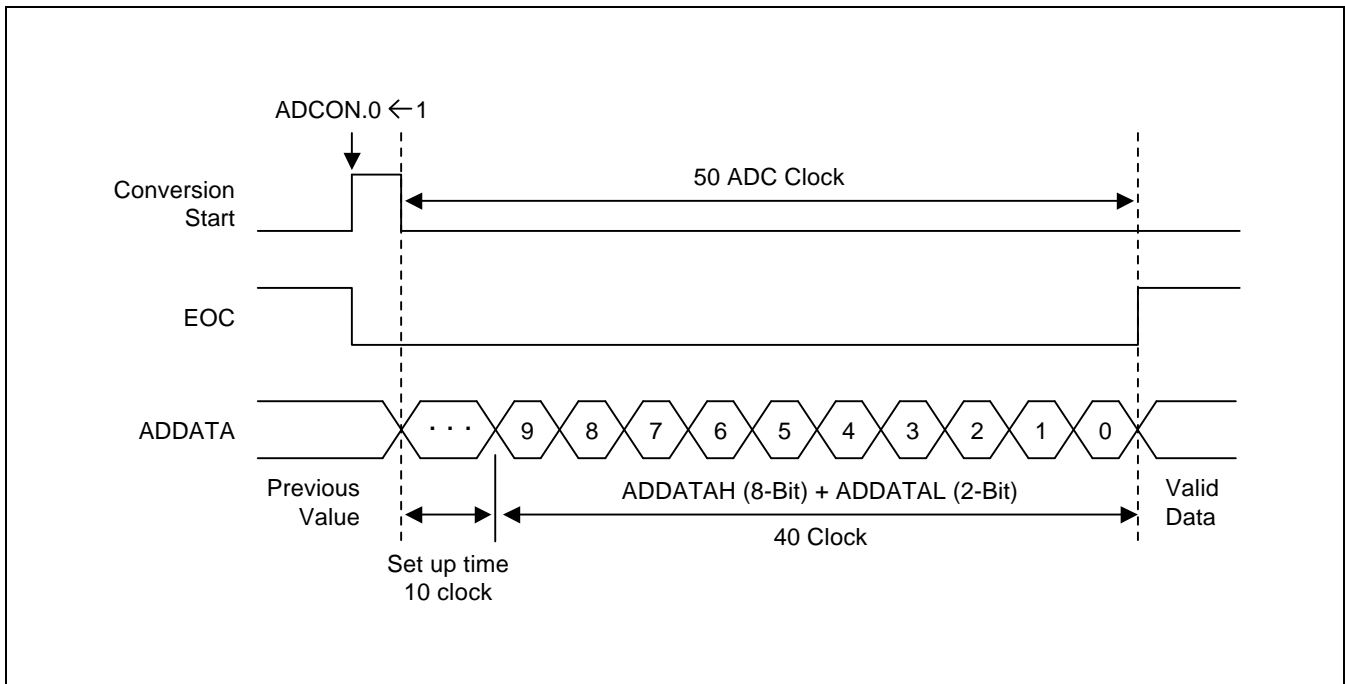 ADCON.0 ← 1
Conversion
Start
50 ADC Clock
EOC
ADDATA
· · ·
9
8
7
6
5
4
3
2
1
0
Previous
Value
ADDATAH (8-Bit) + ADDATAL (2-Bit)
Valid
Data
40 Clock
Set up time
10 clock